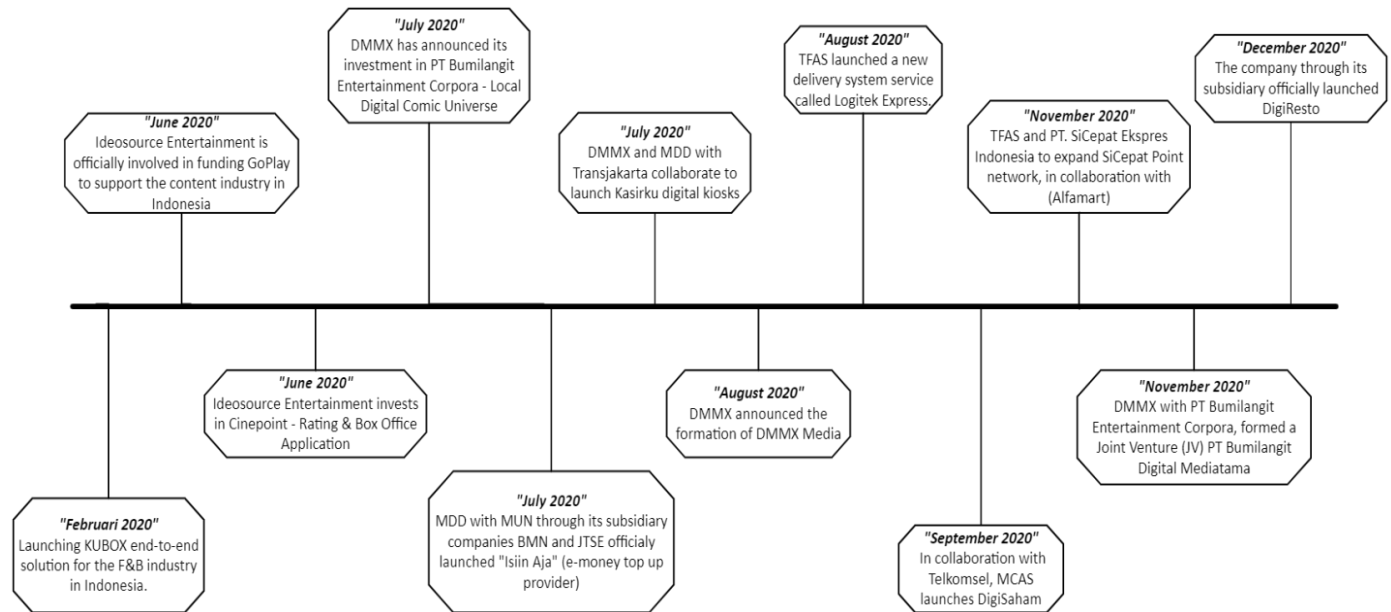 "July 2020"
DMMX has announced its
investment in PT Bumilangit
Entertainment Corpora - Local
Digital Comic Universe
"August 2020"
TFAS launched a new
delivery system service
called Logitek Express.
"December 2020"
The company through its
subsidiary officially launched
DigiResto
"June 2020"
Ideosource Entertainment is
officially involved in funding GoPlay
to support the content industry in
Indonesia
"July 2020"
DMMX and MDD with
Transjakarta collaborate to
launch Kasirku digital kiosks
"November 2020"
TFAS and PT. SiCepat Ekspres
Indonesia to expand SiCepat Point
network, in collaboration with
(Alfamart)
"June 2020"
Ideosource Entertainment invests
in Cinepoint - Rating & Box Office
Application
"August 2020"
DMMX announced the
formation of DMMX Media
"November 2020"
DMMX with PT Bumilangit
Entertainment Corpora, formed a
Joint Venture (JV) PT Bumilangit
Digital Mediatama
"Februari 2020"
Launching KUBOX end-to-end
solution for the F&B industry
in Indonesia.
"July 2020"
MDD with MUN through its subsidiary
companies BMN and JTSE officialy
launched "Isiin Aja" (e-money top up
provider)
"September 2020"
In collaboration with
Telkomsel, MCAS
launches DigiSaham